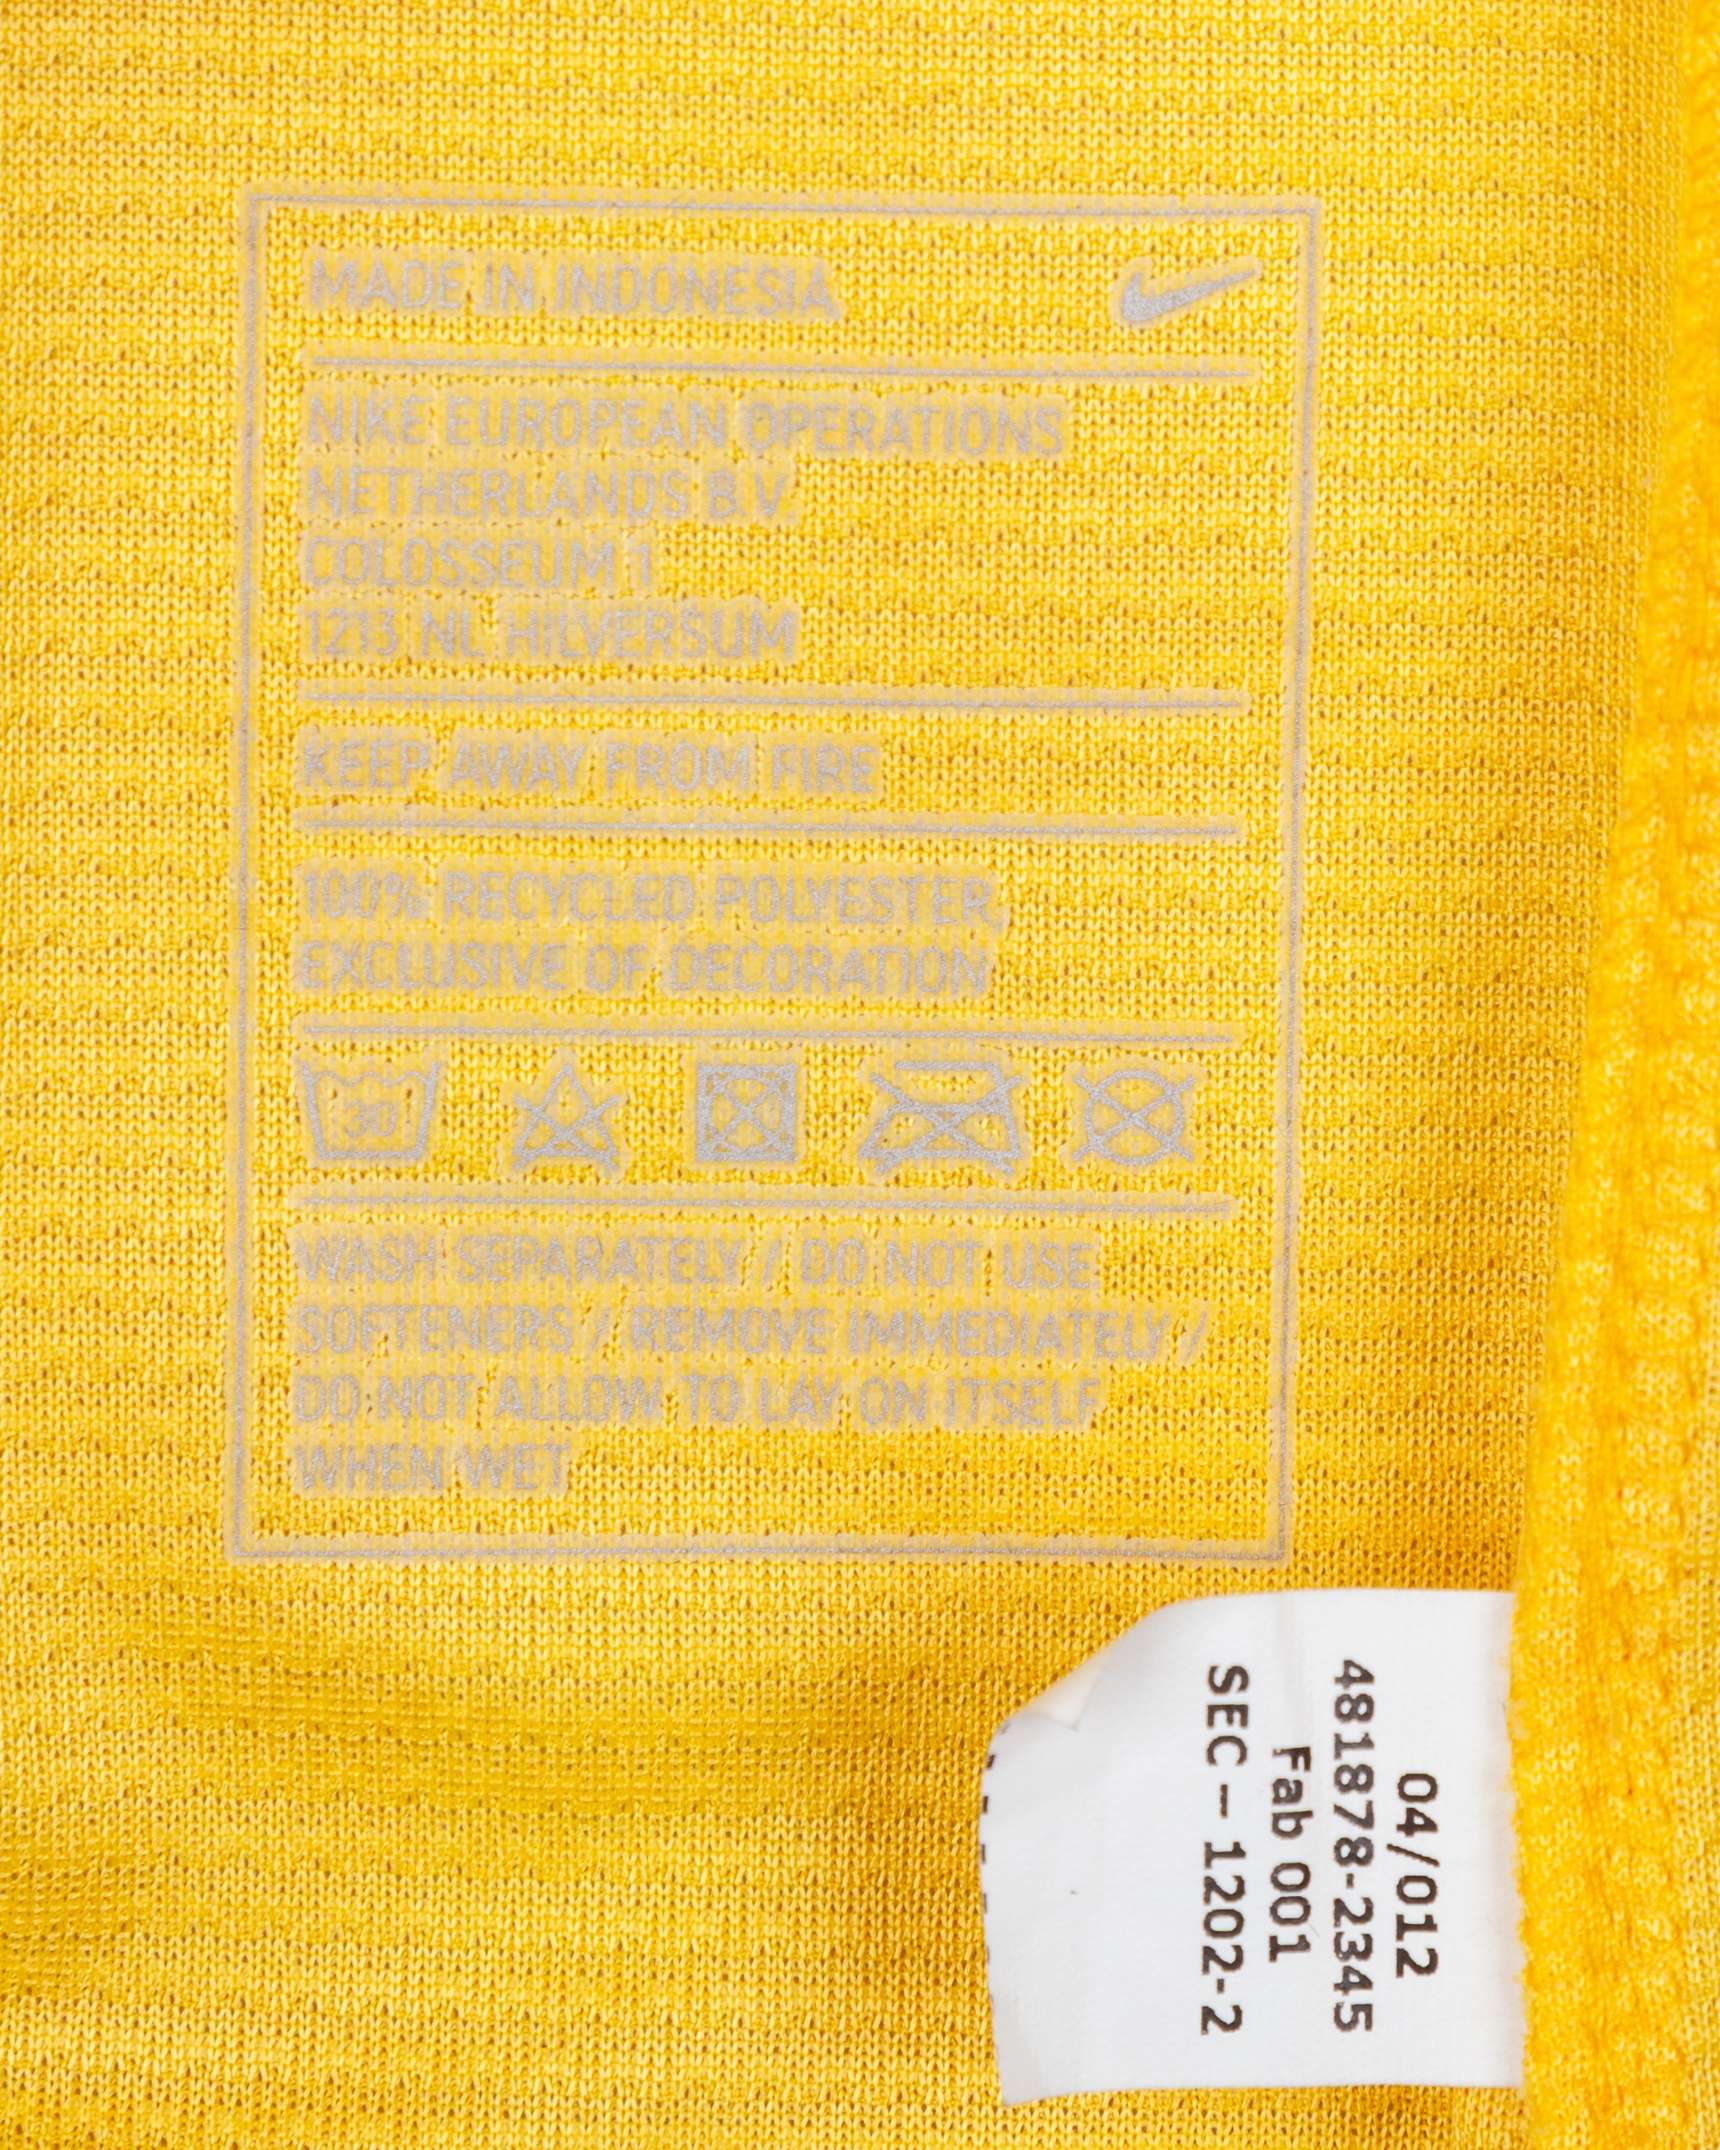 MADE IN INDONESIA
NIKE EUROPEAN OPERATIONS
NETHERLANDS B.V.
COLOSSEUM 1
1213 NL HILVERSUM
KEEP AWAY FROM FIRE
100% RECYCLED POLYESTER,
EXCLUSIVE OF DECORATION
30
WASH SEPARATELY / DO NOT USE
SOFTENERS / REMOVE IMMEDIATELY /
DO NOT ALLOW TO LAY ON ITSELF
WHEN WET
04/012
481878-2345
Fab 001
SEC – 1202-2